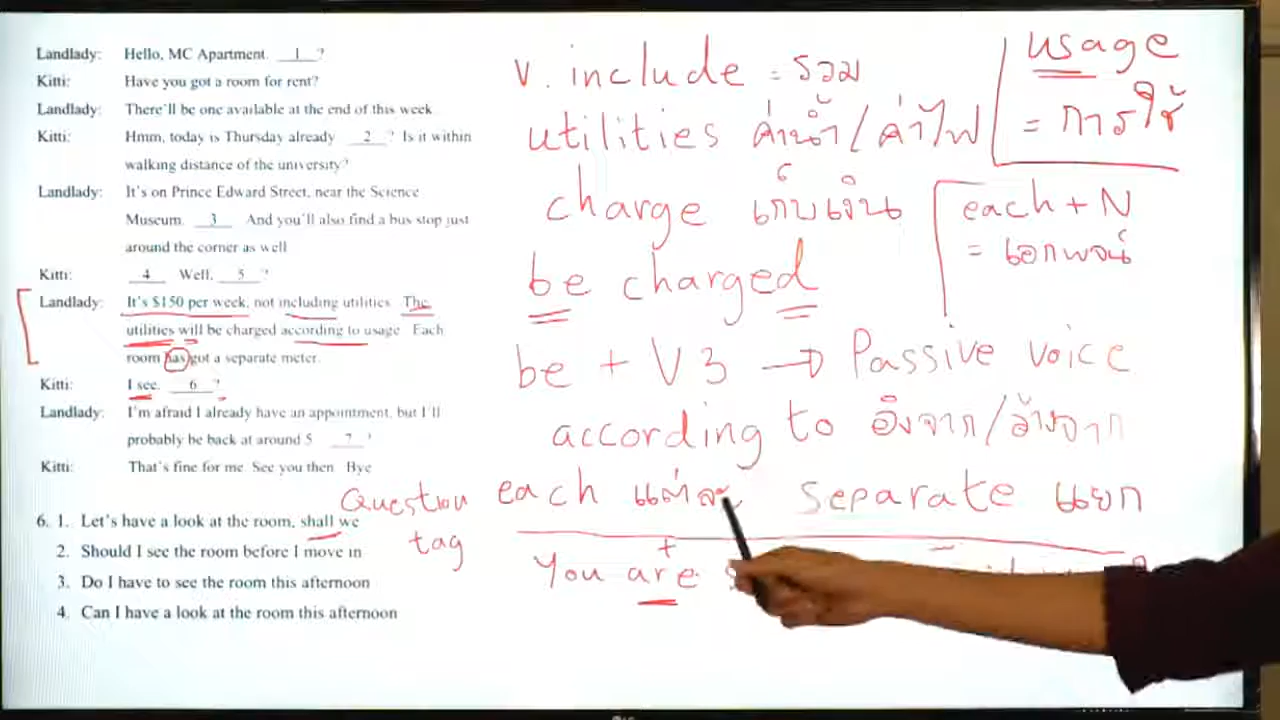 Landlady: Hello, MC Apartment. 1 ?
Kitti: Have you got a room for rent?
Landlady: There'll be one available at the end of this week.
Kitti: Hmm, today is Thursday already 2 ? Is it within
walking distance of the university?
Landlady: It's on Prince Edward Street, near the Science
Museum. 3 And you'll also find a bus stop just
around the corner as well
Kitti: 4 Well, 5 ?
Landlady: It's $150 per week, not including utilities. The
utilities will be charged according to usage. Each
room has got a separate meter.
Kitti: I see. 6 ?
Landlady: I'm afraid I already have an appointment, but I'll
probably be back at around 5 7 ?
Kitti: That's fine for me. See you then. Bye
6. 1. Let's have a look at the room, shall we
2. Should I see the room before I move in
3. Do I have to see the room this afternoon
4. Can I have a look at the room this afternoon
Question
tag
v. include = รวม
utilities ค่าน้ำ/ค่าไฟ
charge เก็บเงิน
be charged
be + V3 → Passive voice
according to อิงจาก/อ้างจาก
each แต่ละ separate แยก
+ −
You are
usage
= การใช้
each + N
= เอกพจน์